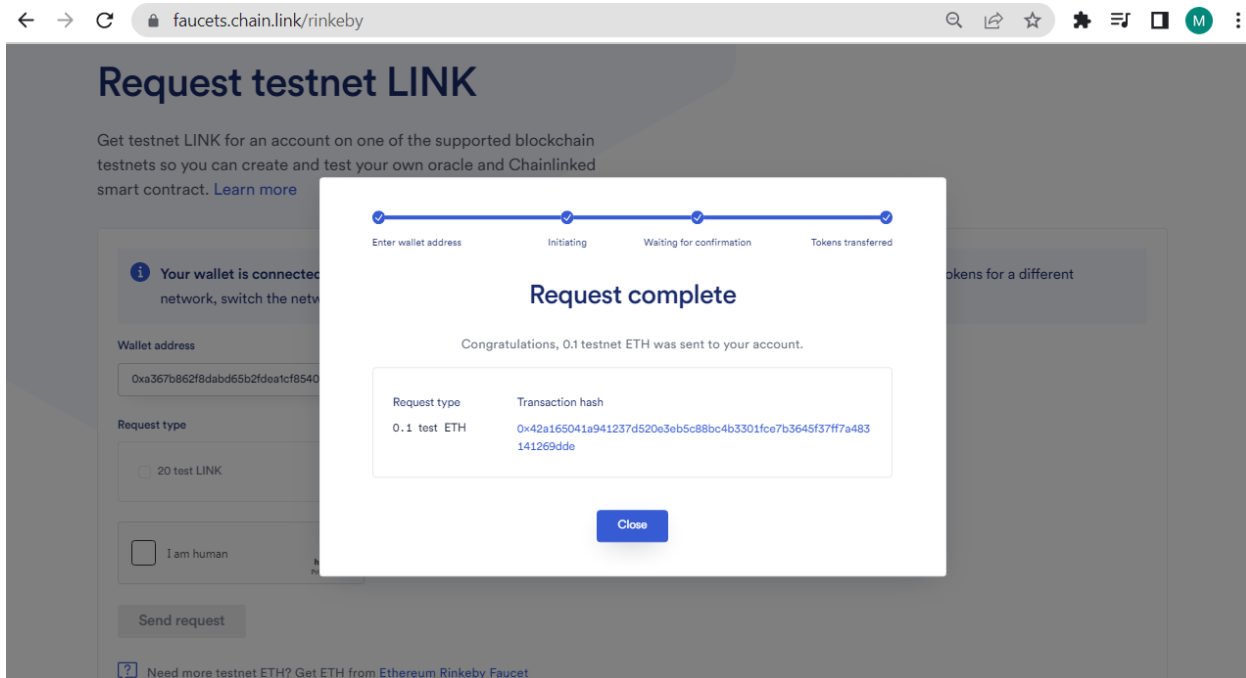 faucets.chain.link/rinkeby
M
Request testnet LINK
Get testnet LINK for an account on one of the supported blockchain
testnets so you can create and test your own oracle and Chainlinked
smart contract. Learn more
Your wallet is connected
okens for a different
network, switch the netw
Wallet address
0xa367b862f8dabd65b2fdea1cf8540
Request type
20 test LINK
I am human
Send request
Need more testnet ETH? Get ETH from Ethereum Rinkeby Faucet
Enter wallet address
Initiating
Waiting for confirmation
Tokens transferred
Request complete
Congratulations, 0.1 testnet ETH was sent to your account.
Request type
Transaction hash
0.1 test ETH
0x42a165041a941237d520e3eb5c88bc4b3301fce7b3645f37ff7a483
141269dde
Close